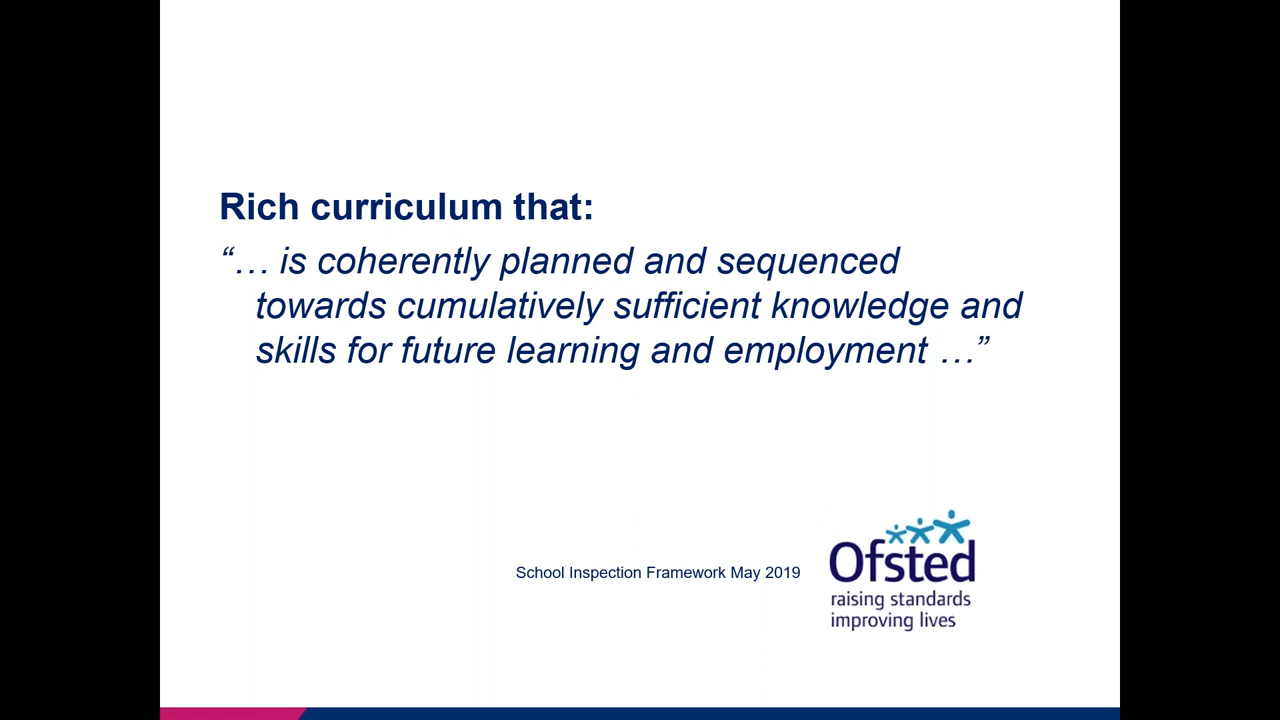 Rich curriculum that:
“… is coherently planned and sequenced
towards cumulatively sufficient knowledge and
skills for future learning and employment …”
School Inspection Framework May 2019
Ofsted
raising standards
improving lives